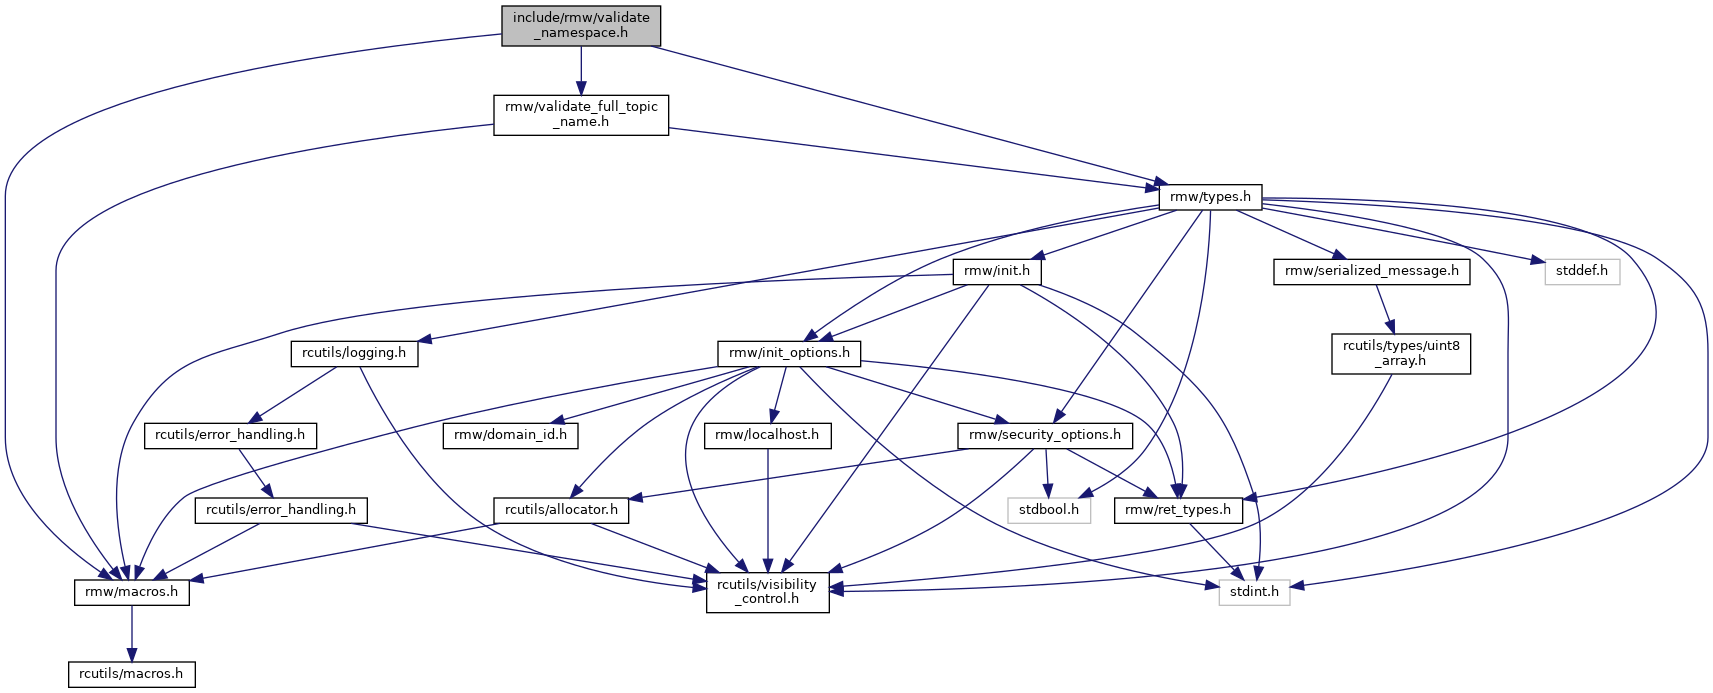 include/rmw/validate
_namespace.h
rmw/validate_full_topic
_name.h
rmw/types.h
rmw/init.h
rmw/serialized_message.h
stddef.h
rcutils/logging.h
rmw/init_options.h
rcutils/types/uint8
_array.h
rcutils/error_handling.h
rmw/domain_id.h
rmw/localhost.h
rmw/security_options.h
rcutils/error_handling.h
rcutils/allocator.h
stdbool.h
rmw/ret_types.h
rmw/macros.h
rcutils/visibility
_control.h
stdint.h
rcutils/macros.h